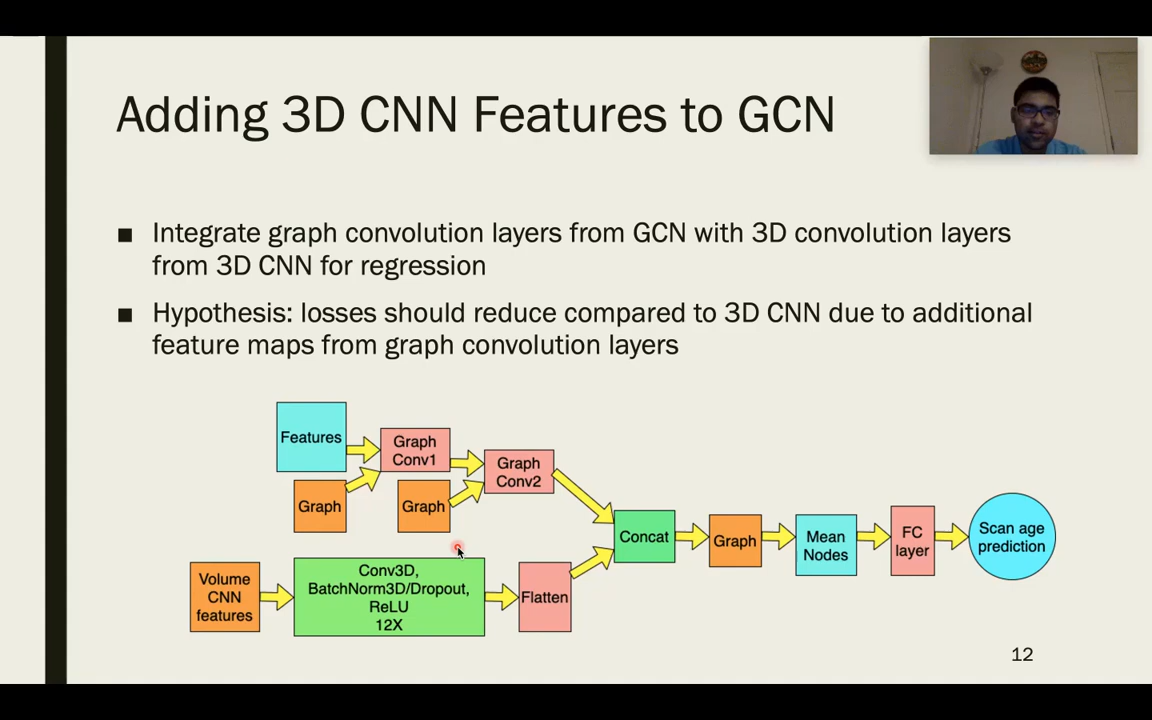 Adding 3D CNN Features to GCN
■ Integrate graph convolution layers from GCN with 3D convolution layers
from 3D CNN for regression
■ Hypothesis: losses should reduce compared to 3D CNN due to additional
feature maps from graph convolution layers
Features
Graph
Conv1
Graph
Conv2
Graph
Graph
Volume
CNN
features
Conv3D,
BatchNorm3D/Dropout,
ReLU
12X
Flatten
Concat
Graph
Mean
Nodes
FC
layer
Scan age
prediction
12